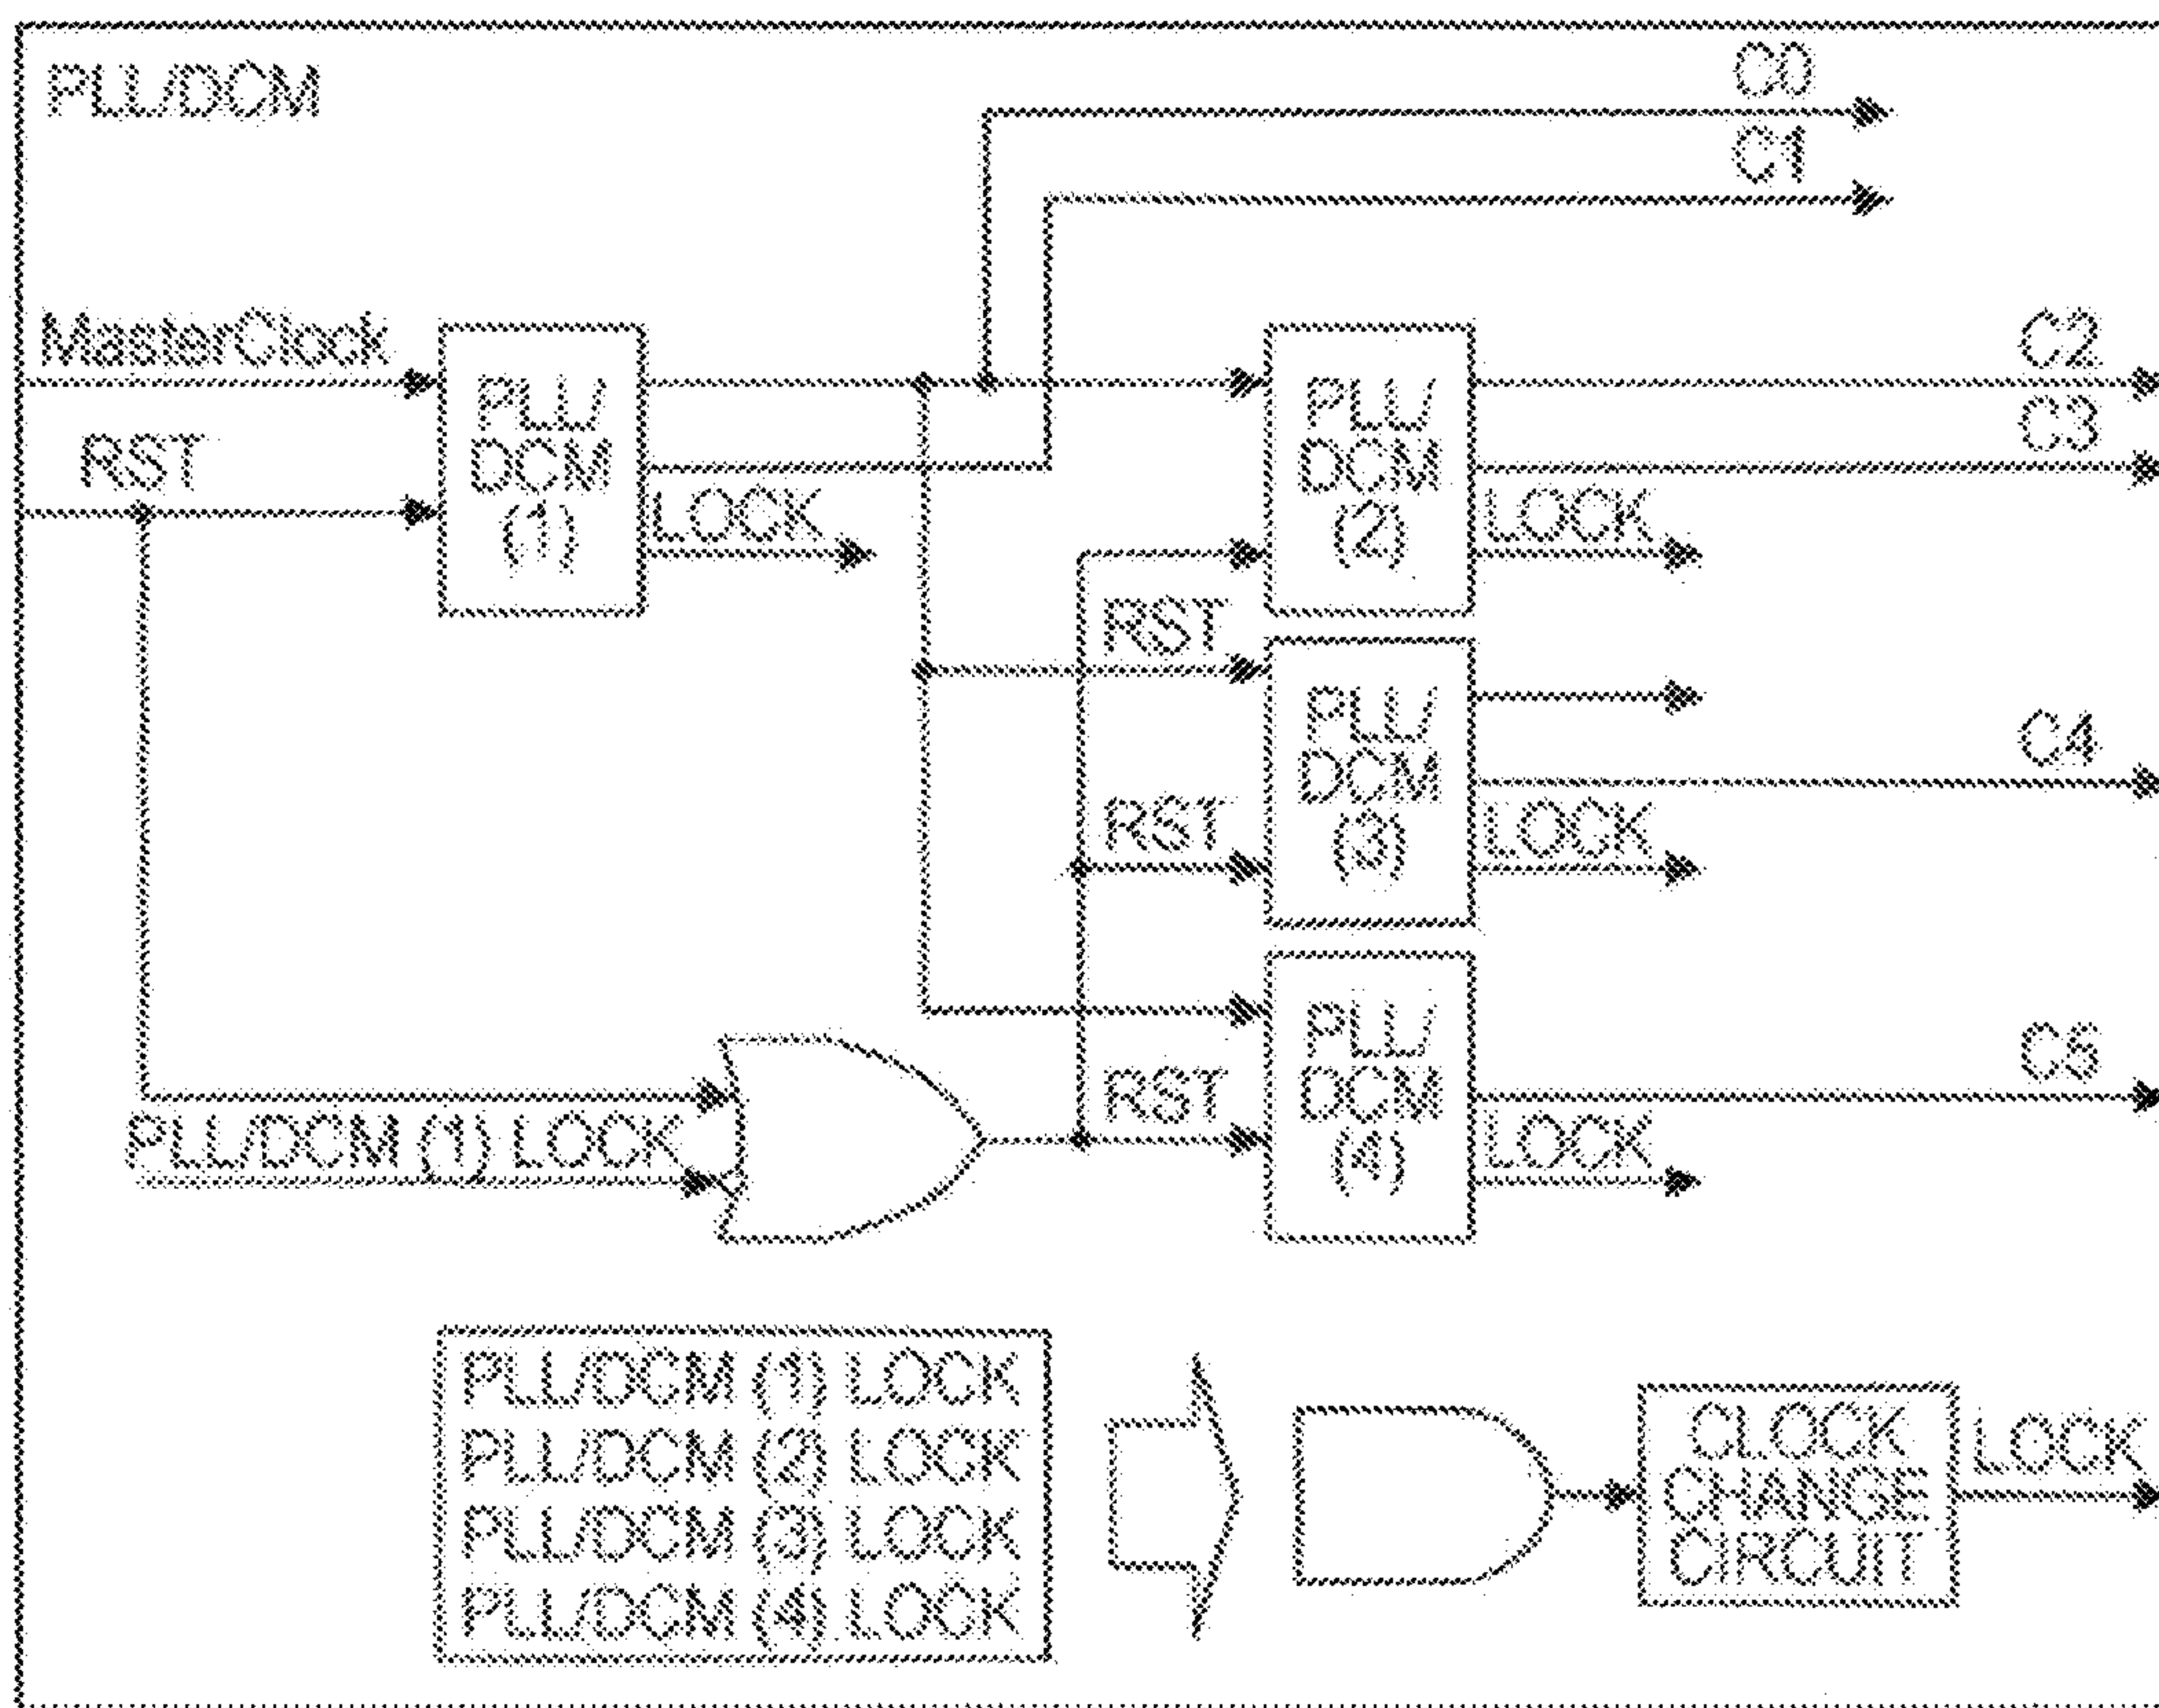 PLL/DCM
C0
C1
MasterClock
RST
PLL/
DCM
(1)
LOCK
PLL/
DCM
(2)
C2
C3
LOCK
RST
PLL/
DCM
(3)
C4
RST
LOCK
PLL/
DCM
(4)
C5
RST
LOCK
PLL/DCM (1) LOCK
PLL/DCM (1) LOCK
PLL/DCM (2) LOCK
PLL/DCM (3) LOCK
PLL/DCM (4) LOCK
CLOCK
CHANGE
CIRCUIT
LOCK